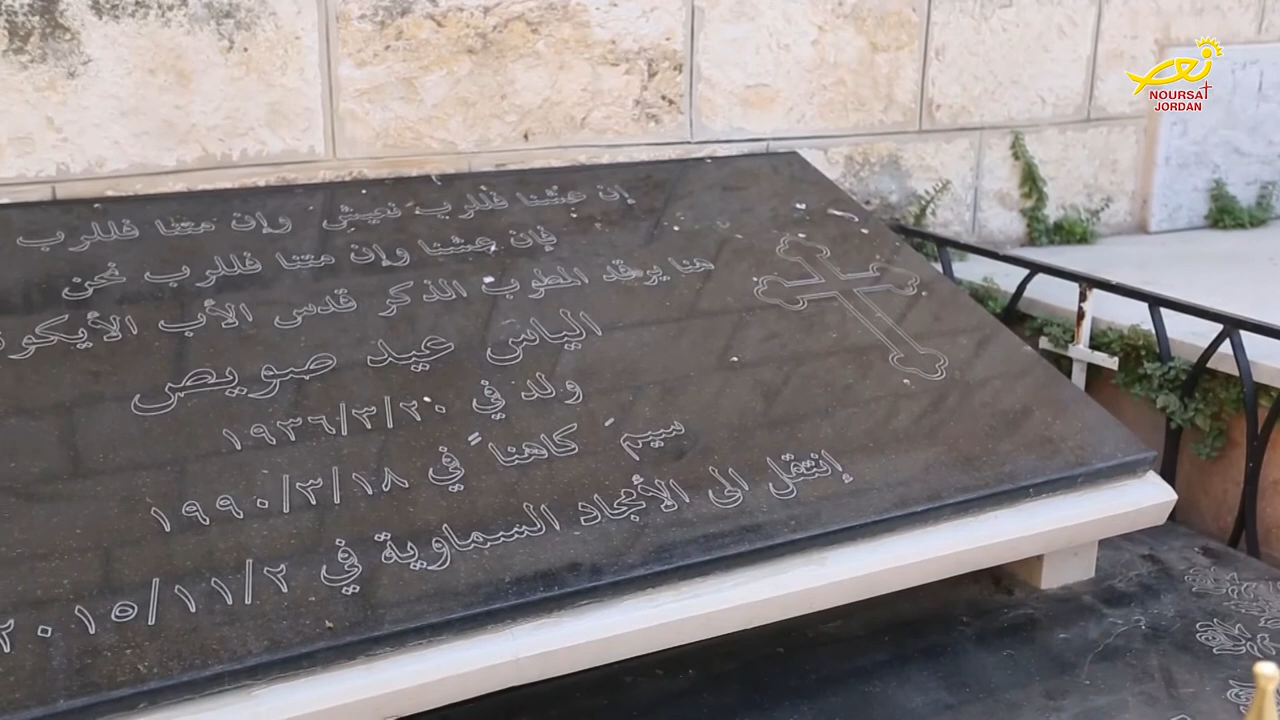 إن عشنا فللرب نعيش وإن متنا فللرب
فإن عشنا وإن متنا فللرب نحن
هنا يرقد المطوب الذكر قدس الأب
الياس عيد صويص
ولد في ١٩٣٦/٣/٢٠
سيمَ كاهناً في ١٩٩٠/٣/١٨
إنتقل الى الأمجاد السماوية في ٢٠١٥/١١/٢
NOURSAT
JORDAN